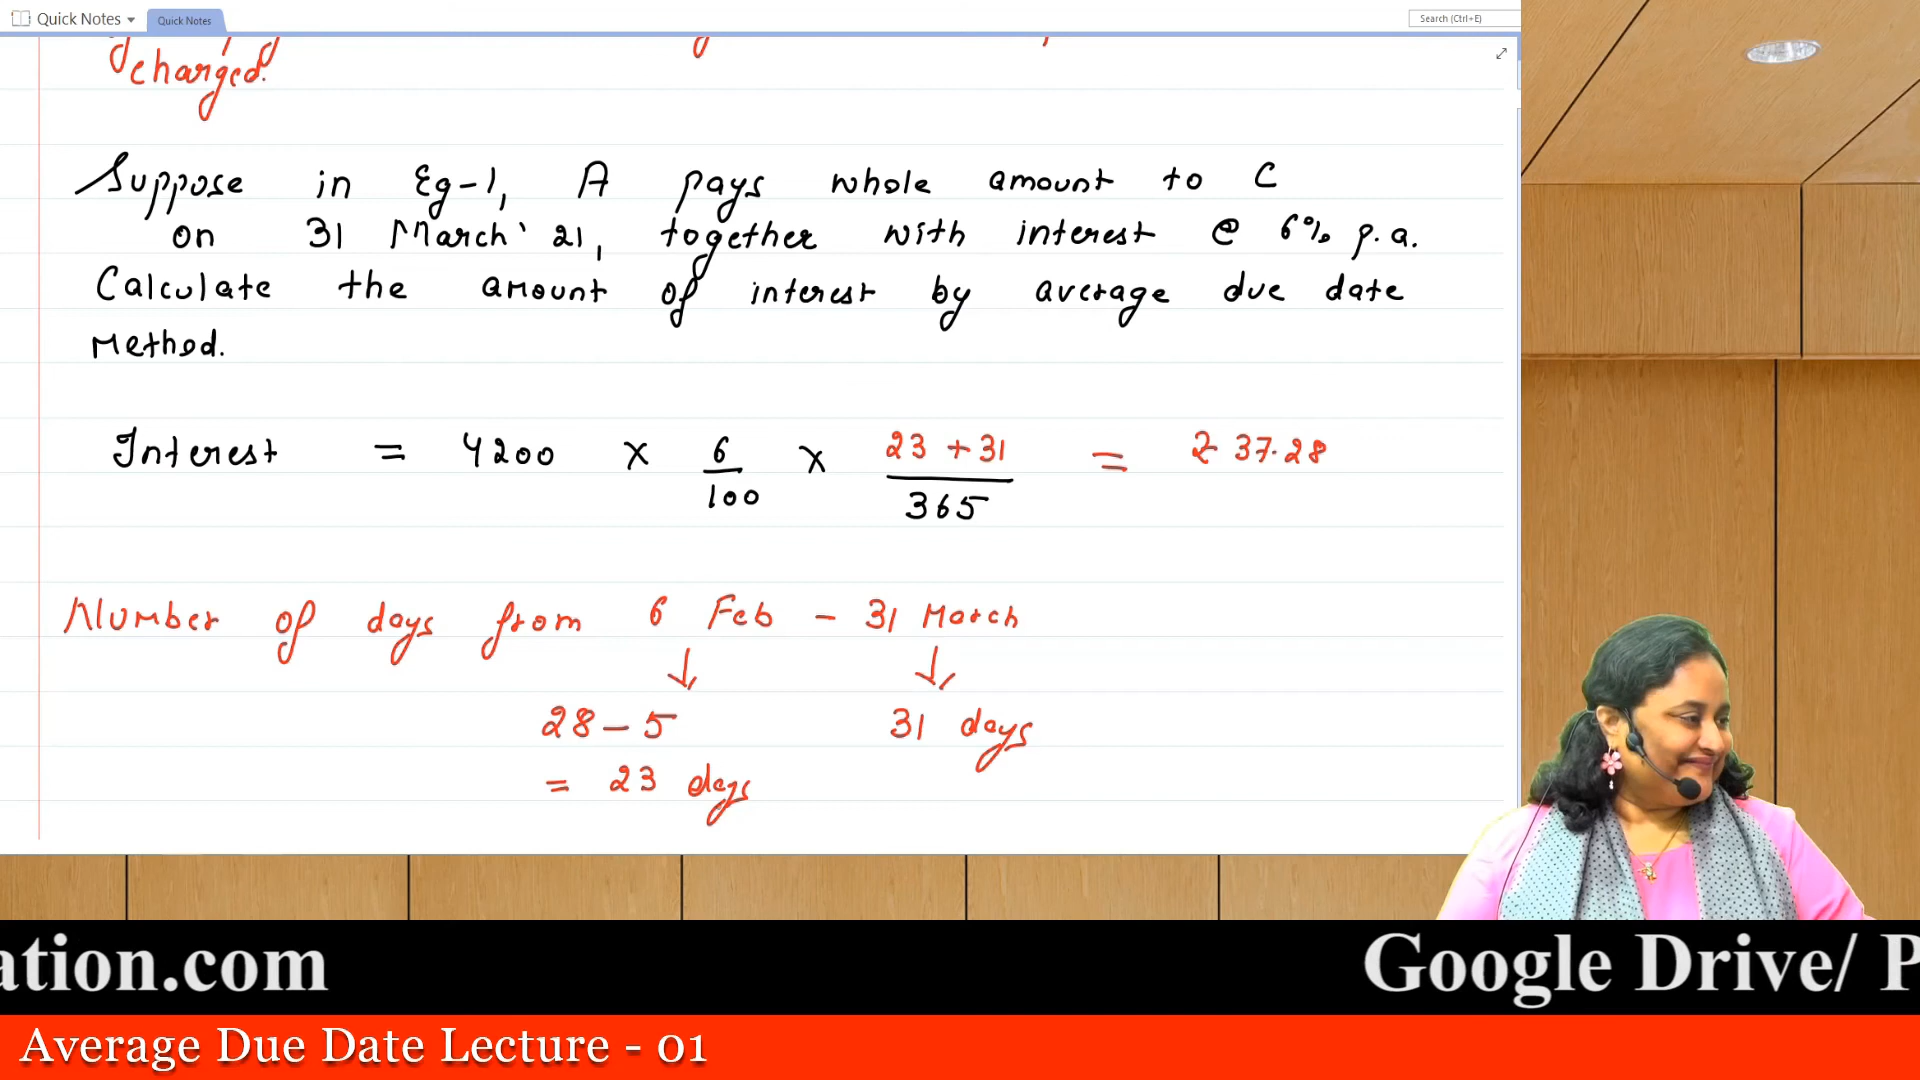 Quick Notes
Quick Notes
Search (Ctrl+E)
charged.
Suppose in Eg-1, A pays whole amount to C
on 31 March' 21, together with interest @ 6% p.a.
Calculate the amount of interest by average due date
Method.
Interest = 4200 x 6/100 x 23 + 31/365 = 2 37.28
Number of days from 6 Feb - 31 March
↓ ↓
28 - 5 31 days
= 23 days
ation.com Google Drive/ P
Average Due Date Lecture - 01